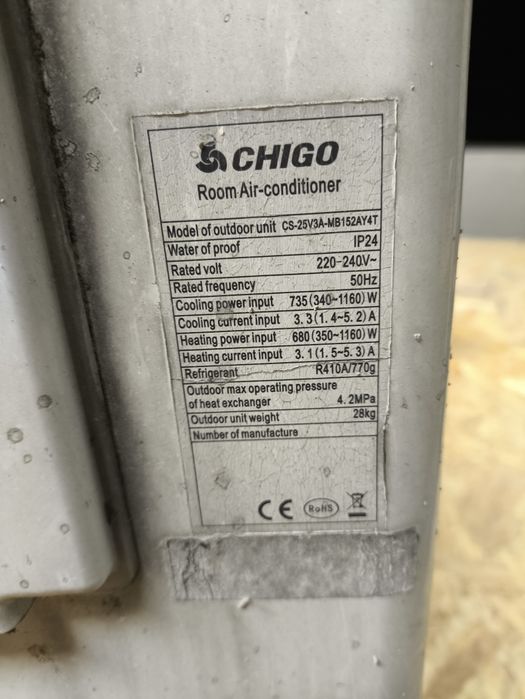 CHIGO
Room Air-conditioner
Model of outdoor unit CS-25V3A-MB152AY4T
Water of proof IP24
Rated volt 220-240V~
Rated frequency 50Hz
Cooling power input 735(340~1160)W
Cooling current input 3.3(1.4~5.2)A
Heating power input 680(350~1160)W
Heating current input 3.1(1.5~5.3)A
Refrigerant R410A/770g
Outdoor max operating pressure
of heat exchanger 4.2MPa
Outdoor unit weight 28kg
Number of manufacture
CE RoHS